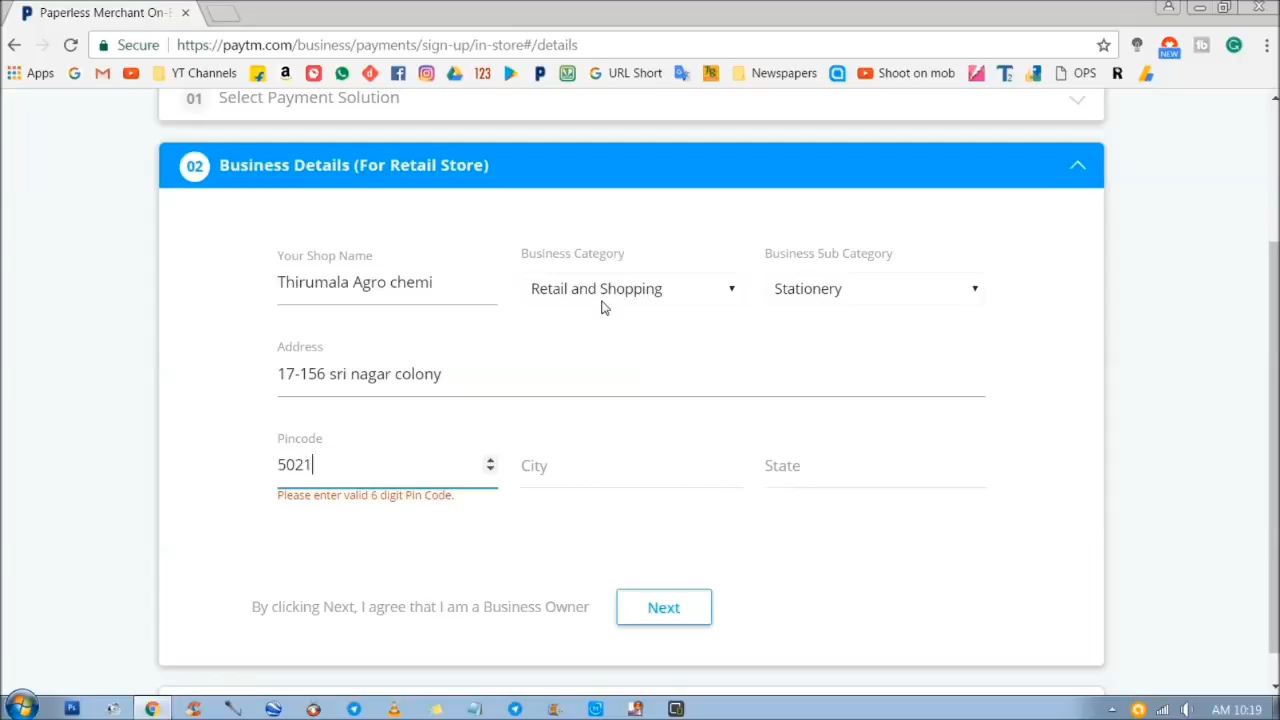 Paperless Merchant On-E
Secure
https://paytm.com/business/payments/sign-up/in-store#/details
NEW
Apps
YT Channels
123
URL Short
Newspapers
Shoot on mob
OPS
R
01 Select Payment Solution
02 Business Details (For Retail Store)
Your Shop Name
Business Category
Business Sub Category
Thirumala Agro chemi
Retail and Shopping
Stationery
Address
17-156 sri nagar colony
Pincode
5021
City
State
Please enter valid 6 digit Pin Code.
By clicking Next, I agree that I am a Business Owner
Next
AM 10:19